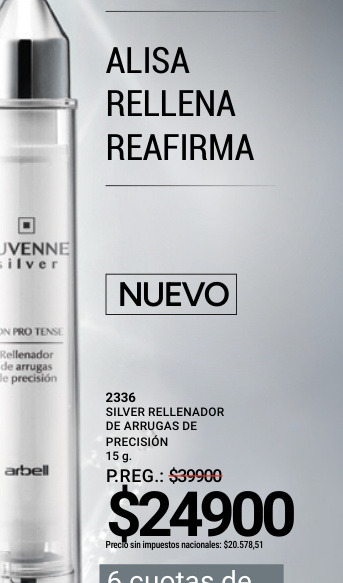 ALISA
RELLENA
REAFIRMA
UVENNE
silver
NUEVO
ON PRO TENSE
Rellenador
de arrugas
de precisión
arbell
2336
SILVER RELLENADOR
DE ARRUGAS DE
PRECISIÓN
15 g.
P.REG.: $39900
$24900
Precio sin impuestos nacionales: $20.578,51
6 cuotas de